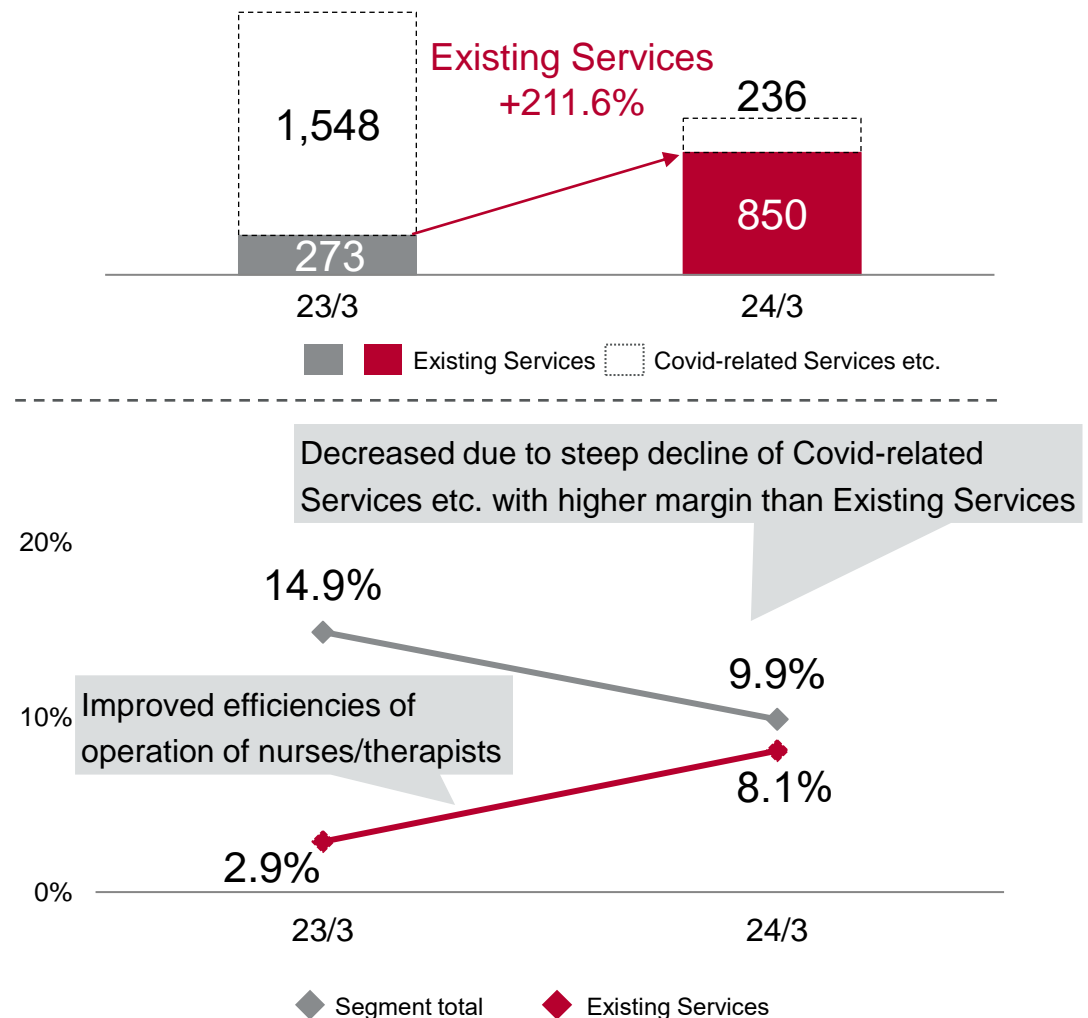 Existing Services
+211.6%
1,548
273
236
850
23/3
24/3
Existing Services
Covid-related Services etc.
Decreased due to steep decline of Covid-related
Services etc. with higher margin than Existing Services
20%
14.9%
9.9%
10%
Improved efficiencies of
operation of nurses/therapists
8.1%
2.9%
0%
23/3
24/3
Segment total
Existing Services